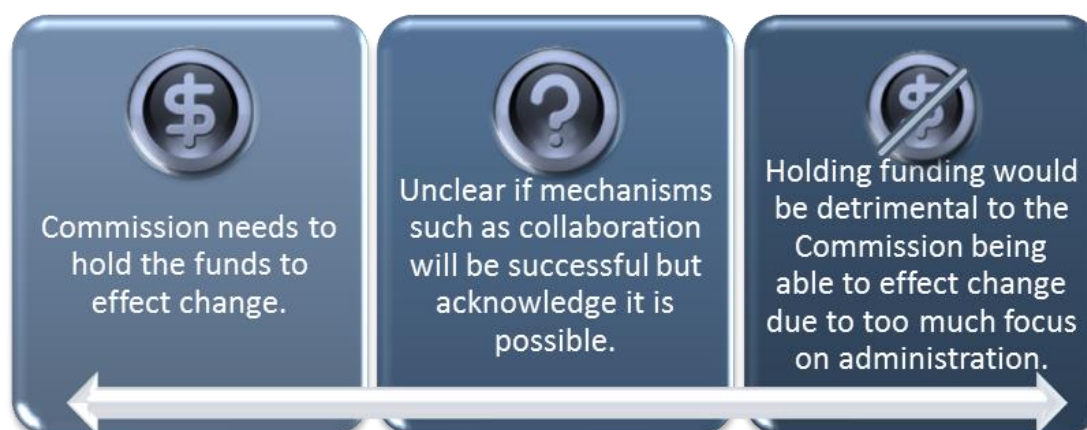 Commission needs to
hold the funds to
effect change.
Unclear if mechanisms
such as collaboration
will be successful but
acknowledge it is
possible.
Holding funding would
be detrimental to the
Commission being
able to effect change
due to too much focus
on administration.